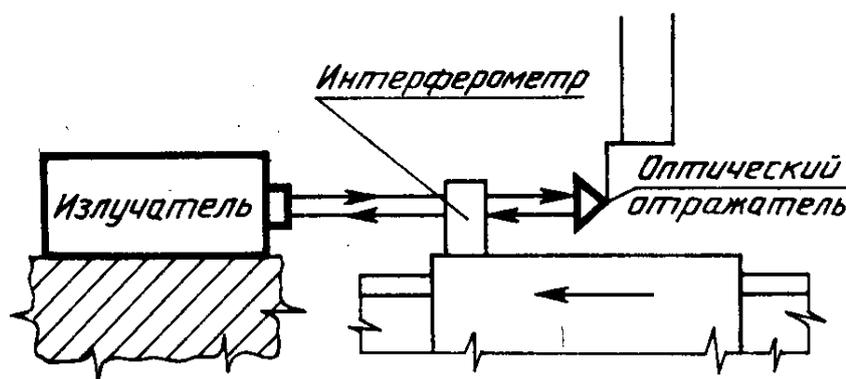 Интерферометр
Излучатель
Оптический
отражатель